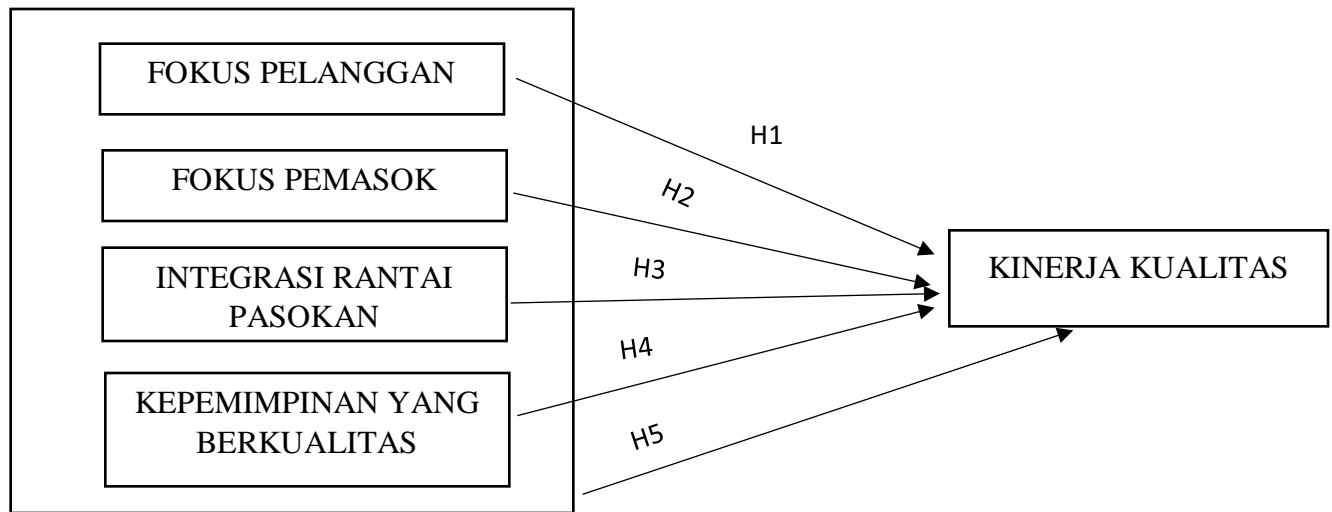 FOKUS PELANGGAN
H1
FOKUS PEMASOK
H2
INTEGRASI RANTAI
PASOKAN
H3
KINERJA KUALITAS
KEPEMIMPINAN YANG
BERKUALITAS
H4
H5